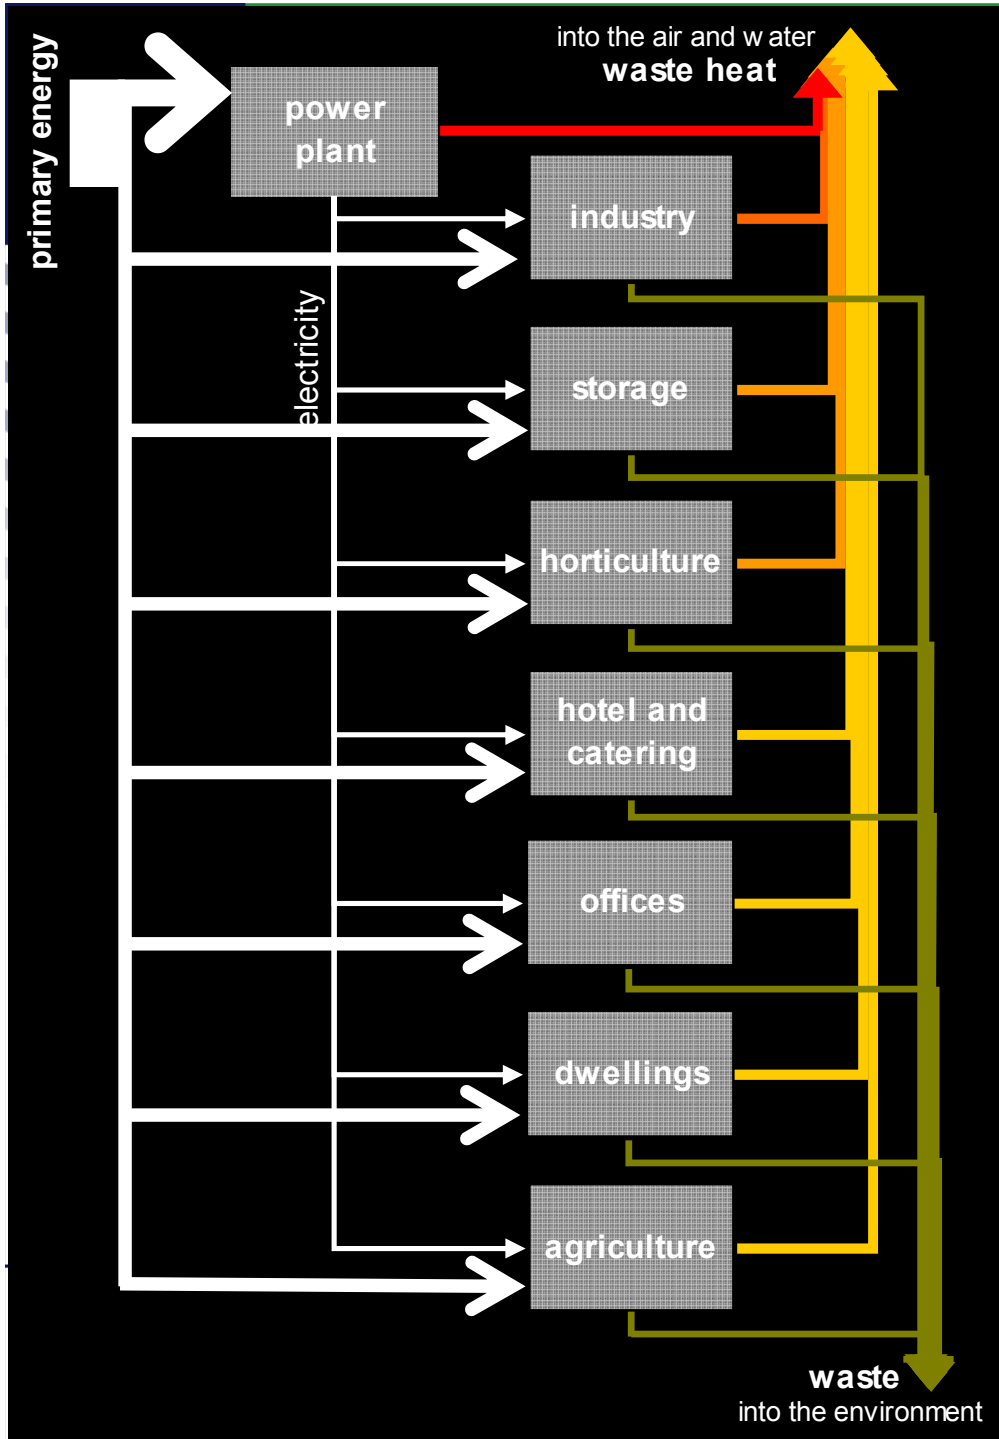 into the air and water
waste heat
primary energy
power
plant
industry
electricity
storage
horticulture
hotel and
catering
offices
dwellings
agriculture
waste
into the environment